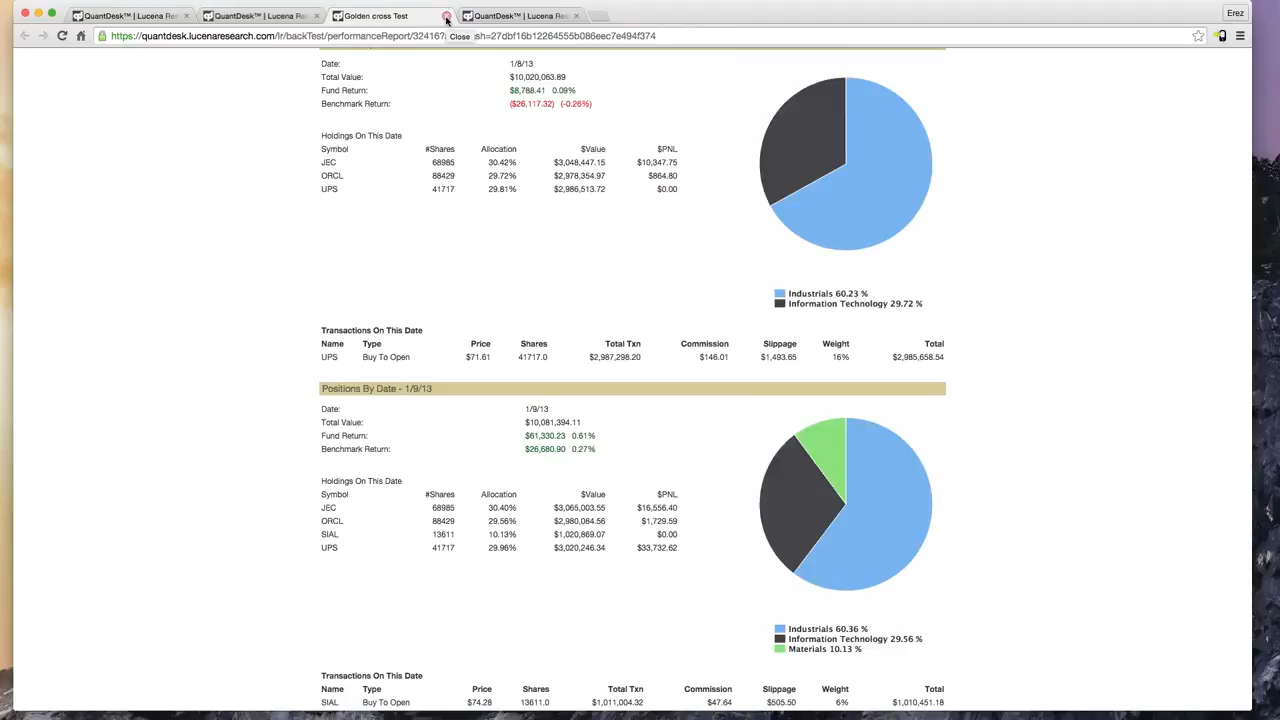 QuantDesk™ | Lucena Res
QuantDesk™ | Lucena Re
Golden cross Test
QuantDesk™ | Lucena Re
Erez
https://quantdesk.lucenaresearch.com/lr/backTest/performanceReport/32416? sh=27dbf16b12264555b086eec7e494f374
Close
Date: 1/8/13
Total Value: $10,020,063.89
Fund Return: $8,788.41 0.09%
Benchmark Return: ($26,117.32) (-0.26%)
Holdings On This Date
Symbol #Shares Allocation $Value $PNL
JEC 68985 30.42% $3,048,447.15 $10,347.75
ORCL 88429 29.72% $2,978,354.97 $864.80
UPS 41717 29.81% $2,986,513.72 $0.00
Industrials 60.23 %
Information Technology 29.72 %
Transactions On This Date
Name Type Price Shares Total Txn Commission Slippage Weight Total
UPS Buy To Open $71.61 41717.0 $2,987,298.20 $146.01 $1,493.65 16% $2,985,658.54
Positions By Date - 1/9/13
Date: 1/9/13
Total Value: $10,081,394.11
Fund Return: $61,330.23 0.61%
Benchmark Return: $26,680.90 0.27%
Holdings On This Date
Symbol #Shares Allocation $Value $PNL
JEC 68985 30.40% $3,065,003.55 $16,556.40
ORCL 88429 29.56% $2,980,084.56 $1,729.59
SIAL 13611 10.13% $1,020,869.07 $0.00
UPS 41717 29.96% $3,020,246.34 $33,732.62
Industrials 60.36 %
Information Technology 29.56 %
Materials 10.13 %
Transactions On This Date
Name Type Price Shares Total Txn Commission Slippage Weight Total
SIAL Buy To Open $74.28 13611.0 $1,011,004.32 $47.64 $505.50 6% $1,010,451.18